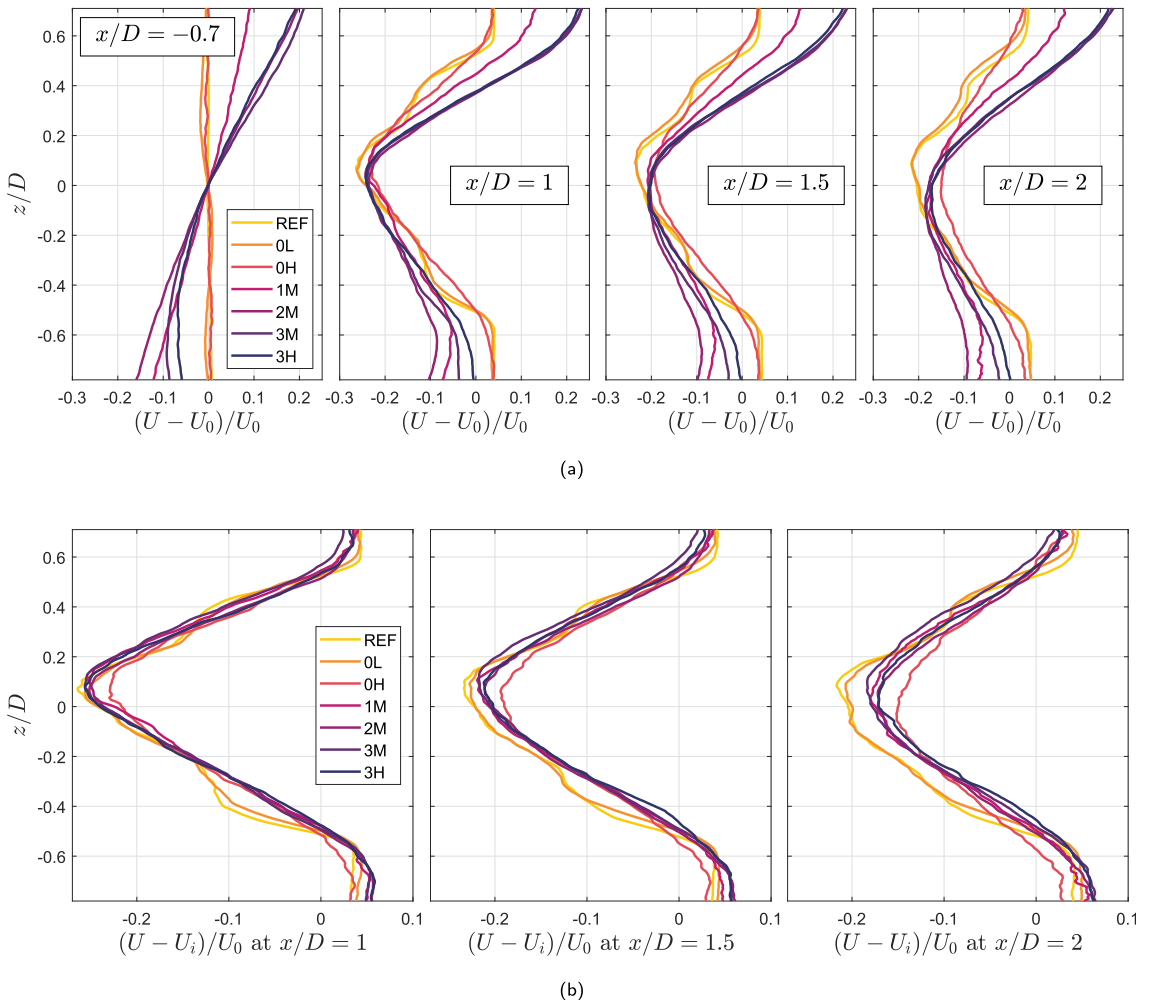 x/D = −0.7
x/D = 1
x/D = 1.5
x/D = 2
z/D
0.6
0.4
0.2
0
-0.2
-0.4
-0.6
REF
0L
0H
1M
2M
3M
3H
-0.3 -0.2 -0.1 0 0.1 0.2
-0.3 -0.2 -0.1 0 0.1 0.2
-0.3 -0.2 -0.1 0 0.1 0.2
-0.3 -0.2 -0.1 0 0.1 0.2
(U − U₀)/U₀
(U − U₀)/U₀
(U − U₀)/U₀
(U − U₀)/U₀
(a)
z/D
0.6
0.4
0.2
0
-0.2
-0.4
-0.6
REF
0L
0H
1M
2M
3M
3H
-0.2 -0.1 0 0.1
-0.2 -0.1 0 0.1
-0.2 -0.1 0 0.1
(U − Uᵢ)/U₀ at x/D = 1
(U − Uᵢ)/U₀ at x/D = 1.5
(U − Uᵢ)/U₀ at x/D = 2
(b)